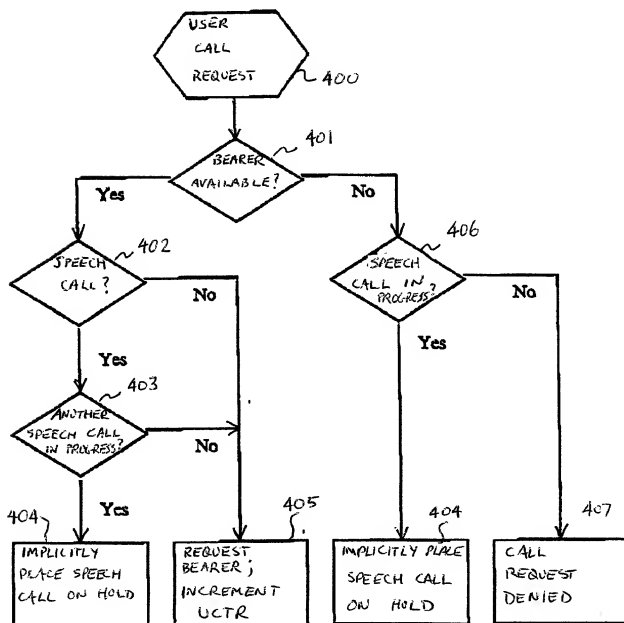 USER
CALL
REQUEST
400
401
BEARER
AVAILABLE?
Yes
No
402
SPEECH
CALL?
No
Yes
406
SPEECH
CALL IN
PROGRESS?
No
Yes
403
ANOTHER
SPEECH CALL
IN PROGRESS?
No
Yes
404
IMPLICITLY
PLACE SPEECH
CALL ON HOLD
405
REQUEST
BEARER;
INCREMENT
UCTR
404
IMPLICITLY PLACE
SPEECH CALL
ON HOLD
407
CALL
REQUEST
DENIED